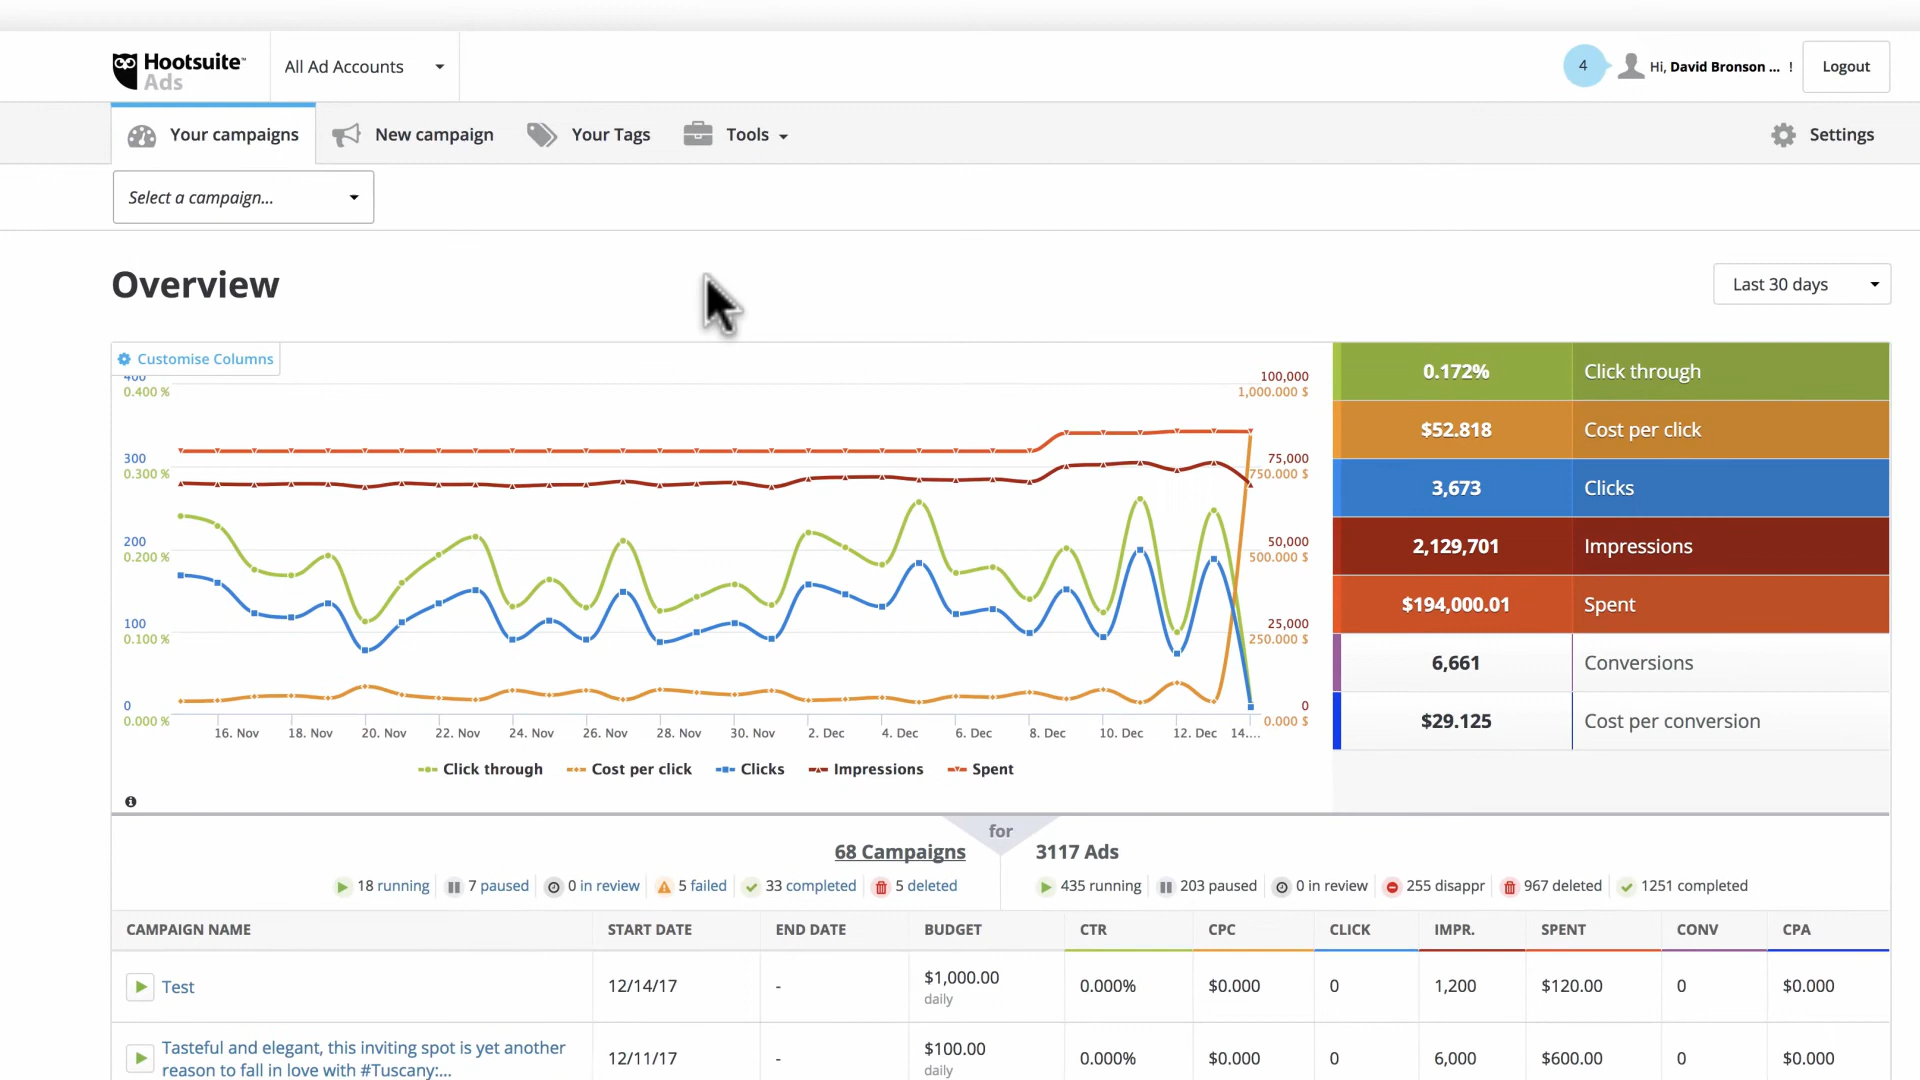 Hootsuite™
Ads
All Ad Accounts
4
Hi, David Bronson ... !
Logout
Your campaigns
New campaign
Your Tags
Tools
Settings
Select a campaign...
Overview
Last 30 days
Customise Columns
400
0.400 %
300
0.300 %
200
0.200 %
100
0.100 %
0
0.000 %
100,000
1,000.000 $
75,000
750.000 $
50,000
500.000 $
25,000
250.000 $
0
0.000 $
16. Nov 18. Nov 20. Nov 22. Nov 24. Nov 26. Nov 28. Nov 30. Nov 2. Dec 4. Dec 6. Dec 8. Dec 10. Dec 12. Dec 14....
Click through Cost per click Clicks Impressions Spent
0.172% Click through
$52.818 Cost per click
3,673 Clicks
2,129,701 Impressions
$194,000.01 Spent
6,661 Conversions
$29.125 Cost per conversion
for
68 Campaigns
18 running 7 paused 0 in review 5 failed 33 completed 5 deleted
3117 Ads
435 running 203 paused 0 in review 255 disappr 967 deleted 1251 completed
CAMPAIGN NAME START DATE END DATE BUDGET CTR CPC CLICK IMPR. SPENT CONV CPA
Test 12/14/17 - $1,000.00 0.000% $0.000 0 1,200 $120.00 0 $0.000
daily
Tasteful and elegant, this inviting spot is yet another 12/11/17 - $100.00 0.000% $0.000 0 6,000 $600.00 0 $0.000
reason to fall in love with #Tuscany:... daily